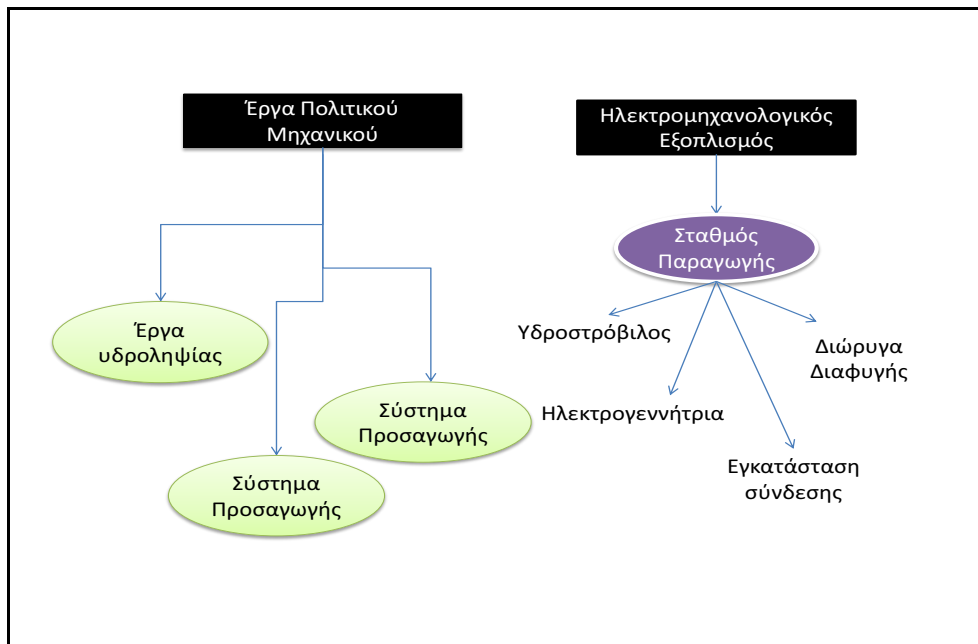 Έργα Πολιτικού
Μηχανικού
Ηλεκτρομηχανολογικός
Εξοπλισμός
Σταθμός
Παραγωγής
Έργα
υδροληψίας
Υδροστρόβιλος
Διώρυγα
Διαφυγής
Σύστημα
Προσαγωγής
Ηλεκτρογεννήτρια
Σύστημα
Προσαγωγής
Εγκατάσταση
σύνδεσης